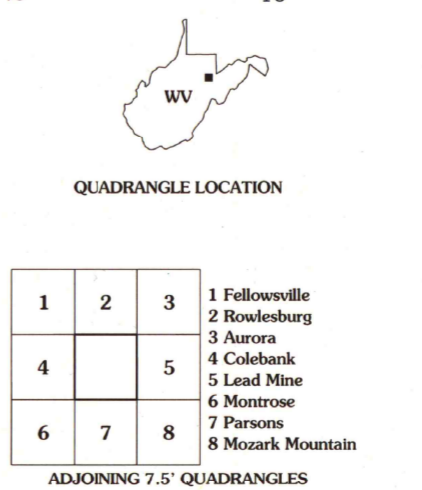 WV
QUADRANGLE LOCATION
1 2 3
4 5
6 7 8
1 Fellowsville
2 Rowlesburg
3 Aurora
4 Colebank
5 Lead Mine
6 Montrose
7 Parsons
8 Mozark Mountain
ADJOINING 7.5' QUADRANGLES